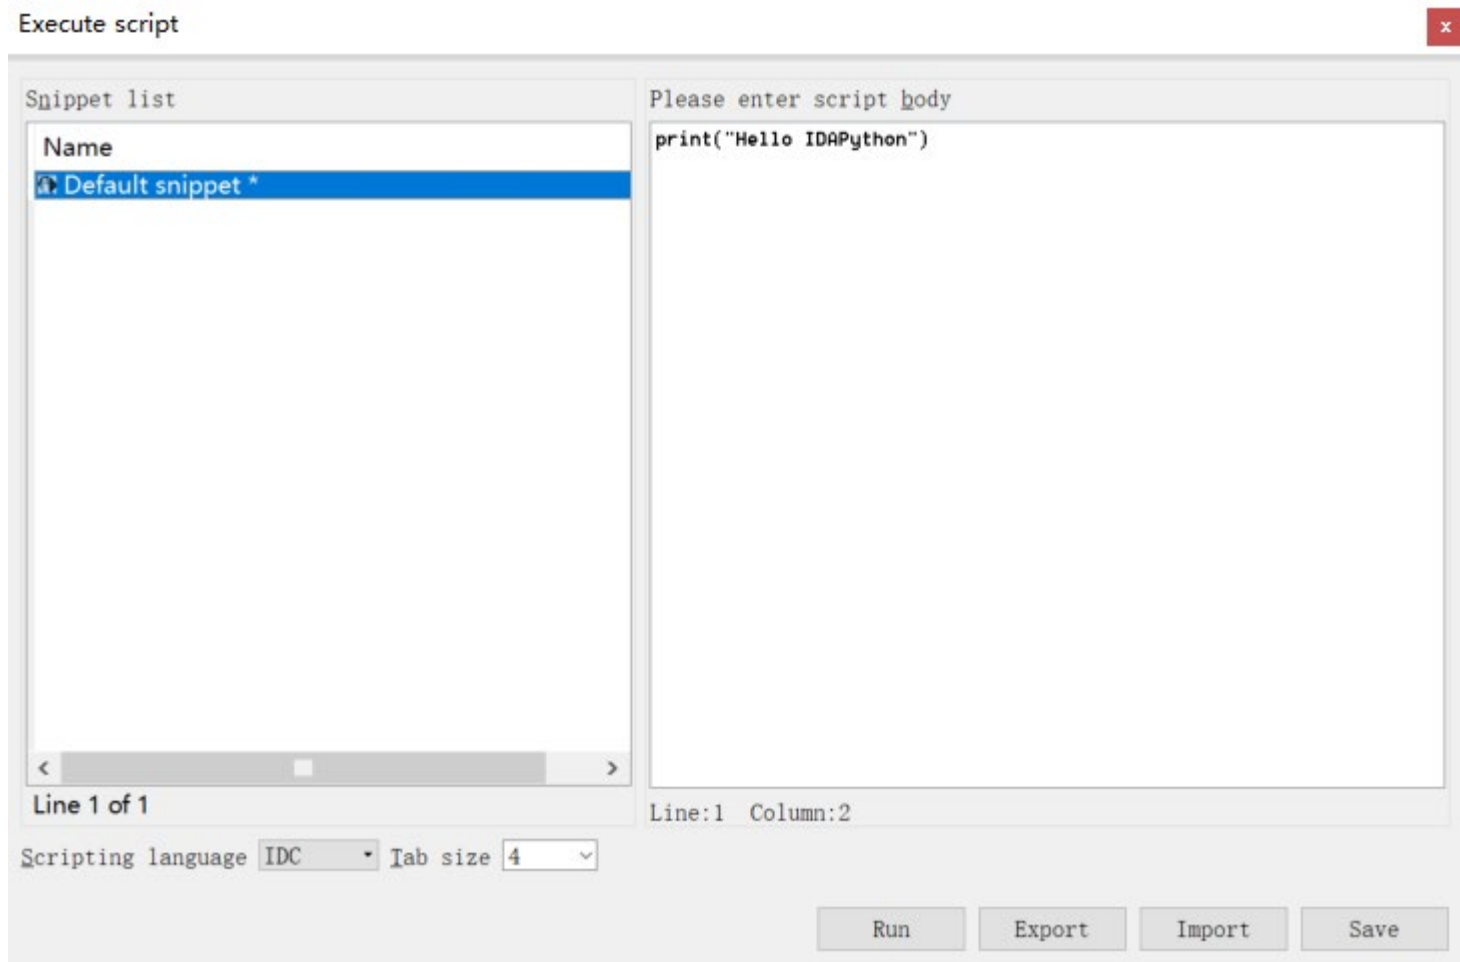 Execute script
x
Snippet list
Name
Default snippet *
Line 1 of 1
Please enter script body
print("Hello IDAPython")
Line:1 Column:2
Scripting language IDC Tab size 4
Run Export Import Save